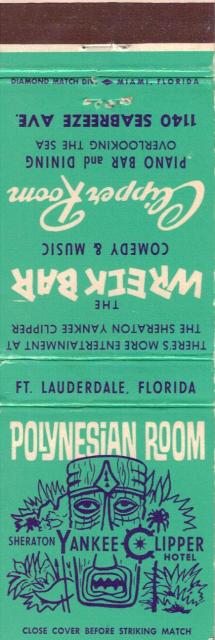 DIAMOND MATCH DIV. MIAMI, FLORIDA
THERE'S MORE ENTERTAINMENT AT
THE SHERATON YANKEE CLIPPER
THE
WRECK BAR
COMEDY & MUSIC
Clipper Room
PIANO BAR and DINING
OVERLOOKING THE SEA
1140 SEABREEZE AVE.
FT. LAUDERDALE, FLORIDA
POLYNESIAN ROOM
SHERATON YANKEE CLIPPER
HOTEL
CLOSE COVER BEFORE STRIKING MATCH